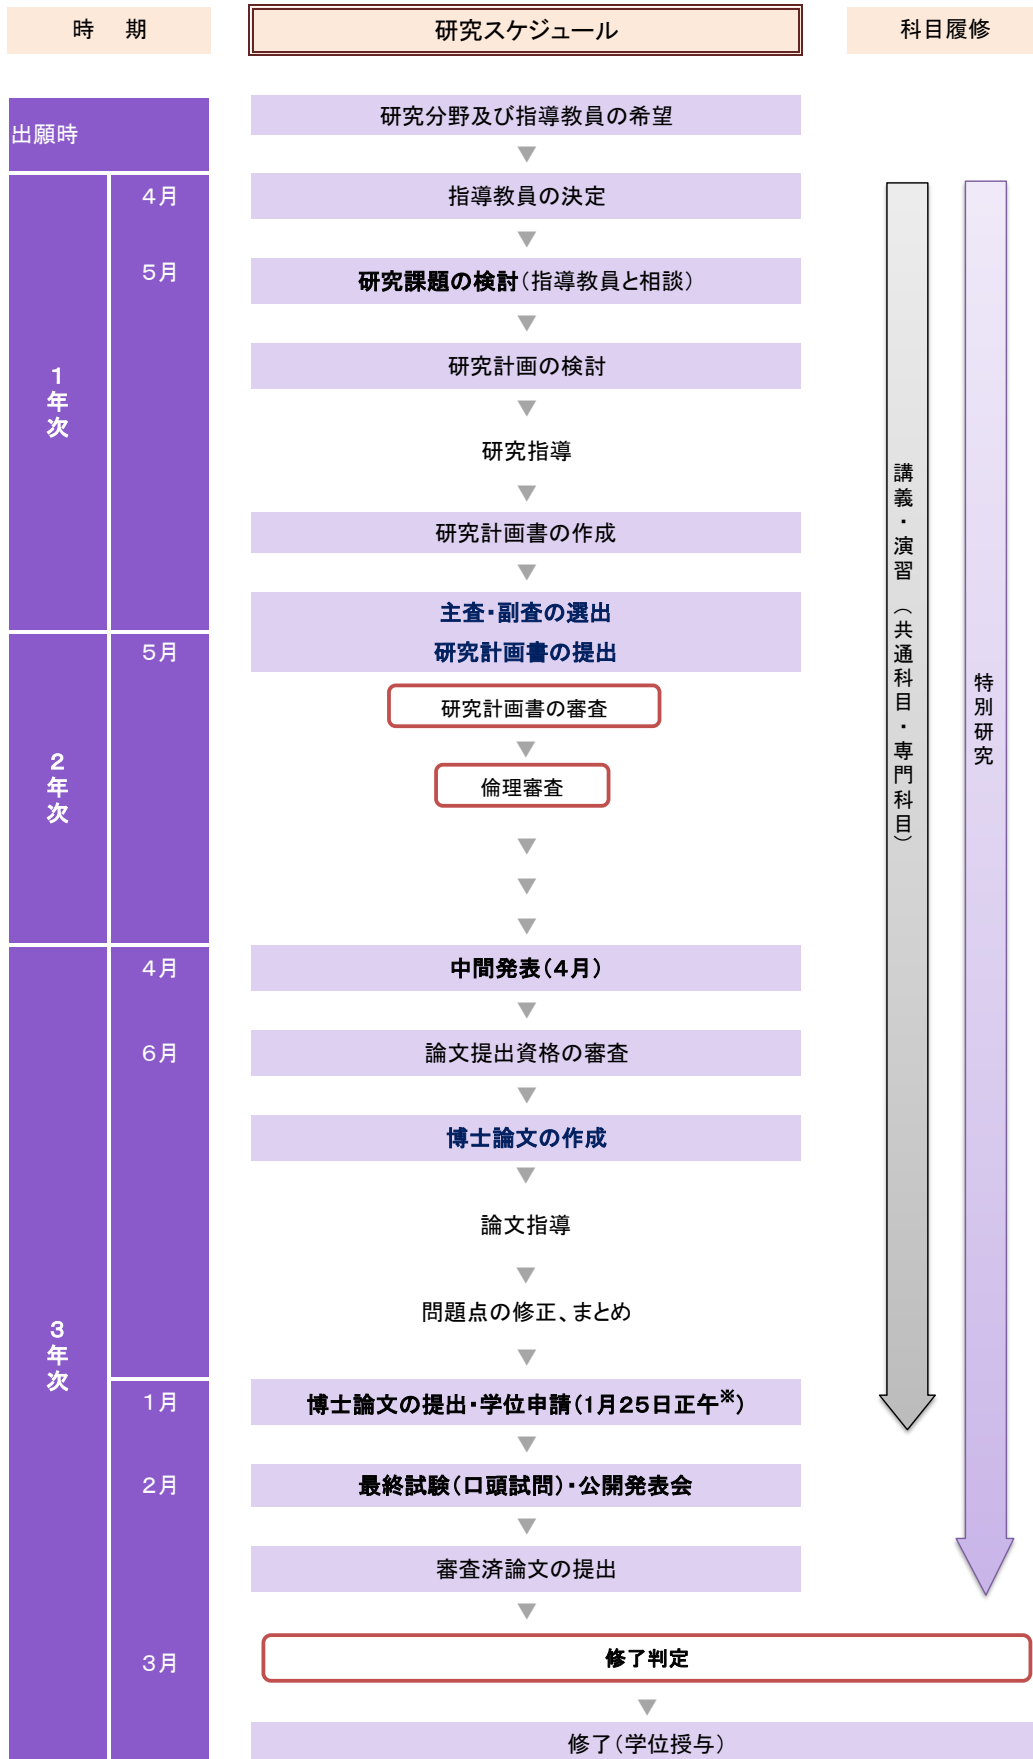 時　期
研究スケジュール
科目履修
出願時
研究分野及び指導教員の希望
1年次
4月
指導教員の決定
5月
研究課題の検討（指導教員と相談）
研究計画の検討
研究指導
研究計画書の作成
主査・副査の選出
2年次
5月
研究計画書の提出
研究計画書の審査
倫理審査
3年次
4月
中間発表（4月）
6月
論文提出資格の審査
博士論文の作成
論文指導
問題点の修正、まとめ
1月
博士論文の提出・学位申請（1月25日正午※）
2月
最終試験（口頭試問）・公開発表会
審査済論文の提出
3月
修了判定
修了（学位授与）
講義・演習　（共通科目・専門科目）
特別研究